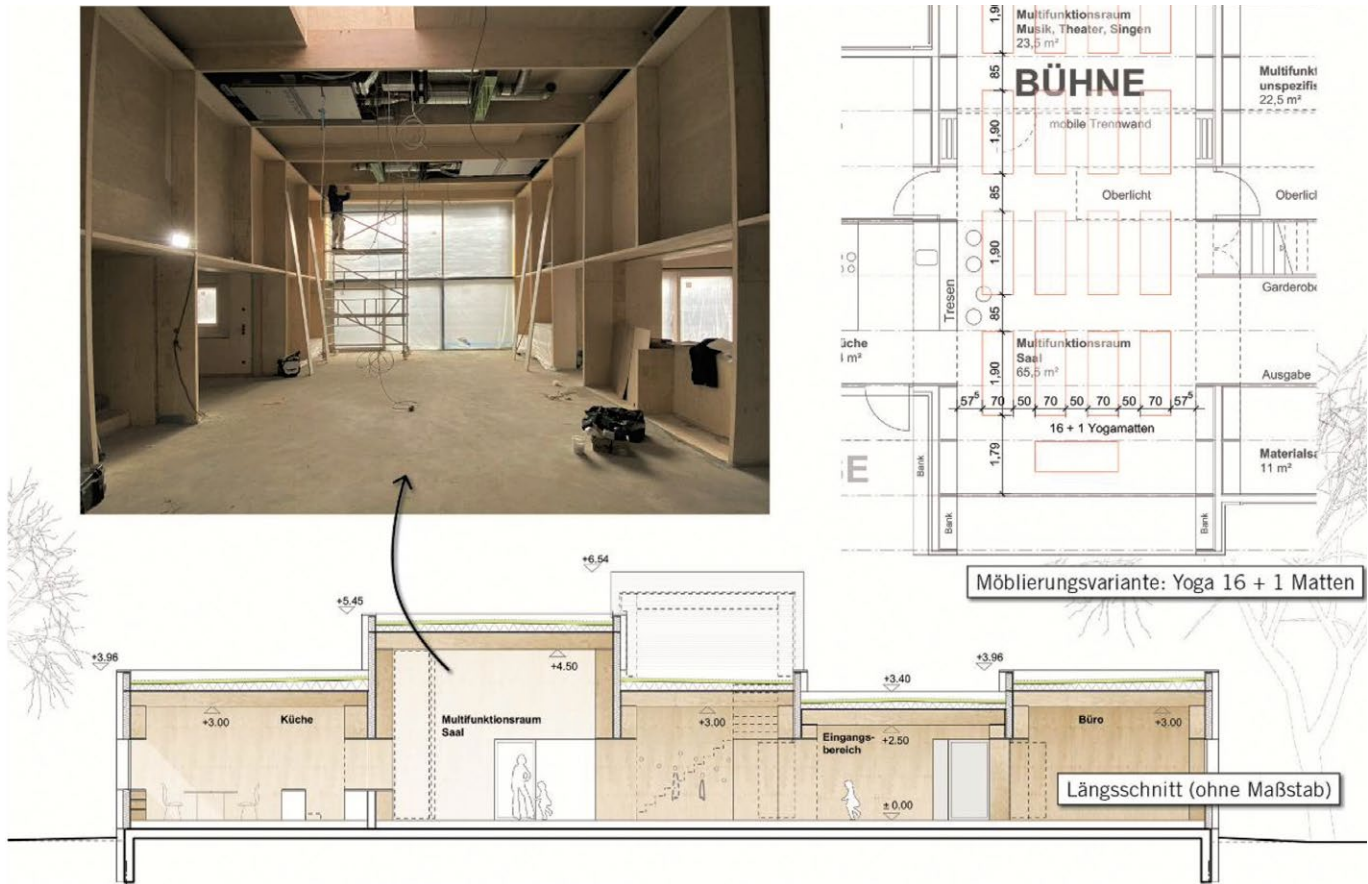 1,9
Multifunktionsraum
Musik, Theater, Singen
23,5 m²
85
BÜHNE
Multifunkt
unspezifis
22,5 m²
1,90
mobile Trennwand
85
Oberlicht
Oberlich
1,90
Tresen
Garderobe
85
üche
m²
Multifunktionsraum
Saal
65,5 m²
1,90
Ausgabe
57⁵ 70 50 70 50 70 50 70 57⁵
16 + 1 Yogamatten
1,79
E
Bank
Materialsa
11 m²
Bank
Bank
Möblierungsvariante: Yoga 16 + 1 Matten
+6.54
+5.45
+3.96
+4.50
+3.40
+3.96
+3.00
Küche
Multifunktionsraum
Saal
+3.00
Eingangs-
bereich
+2.50
Büro
+3.00
± 0.00
Längsschnitt (ohne Maßstab)